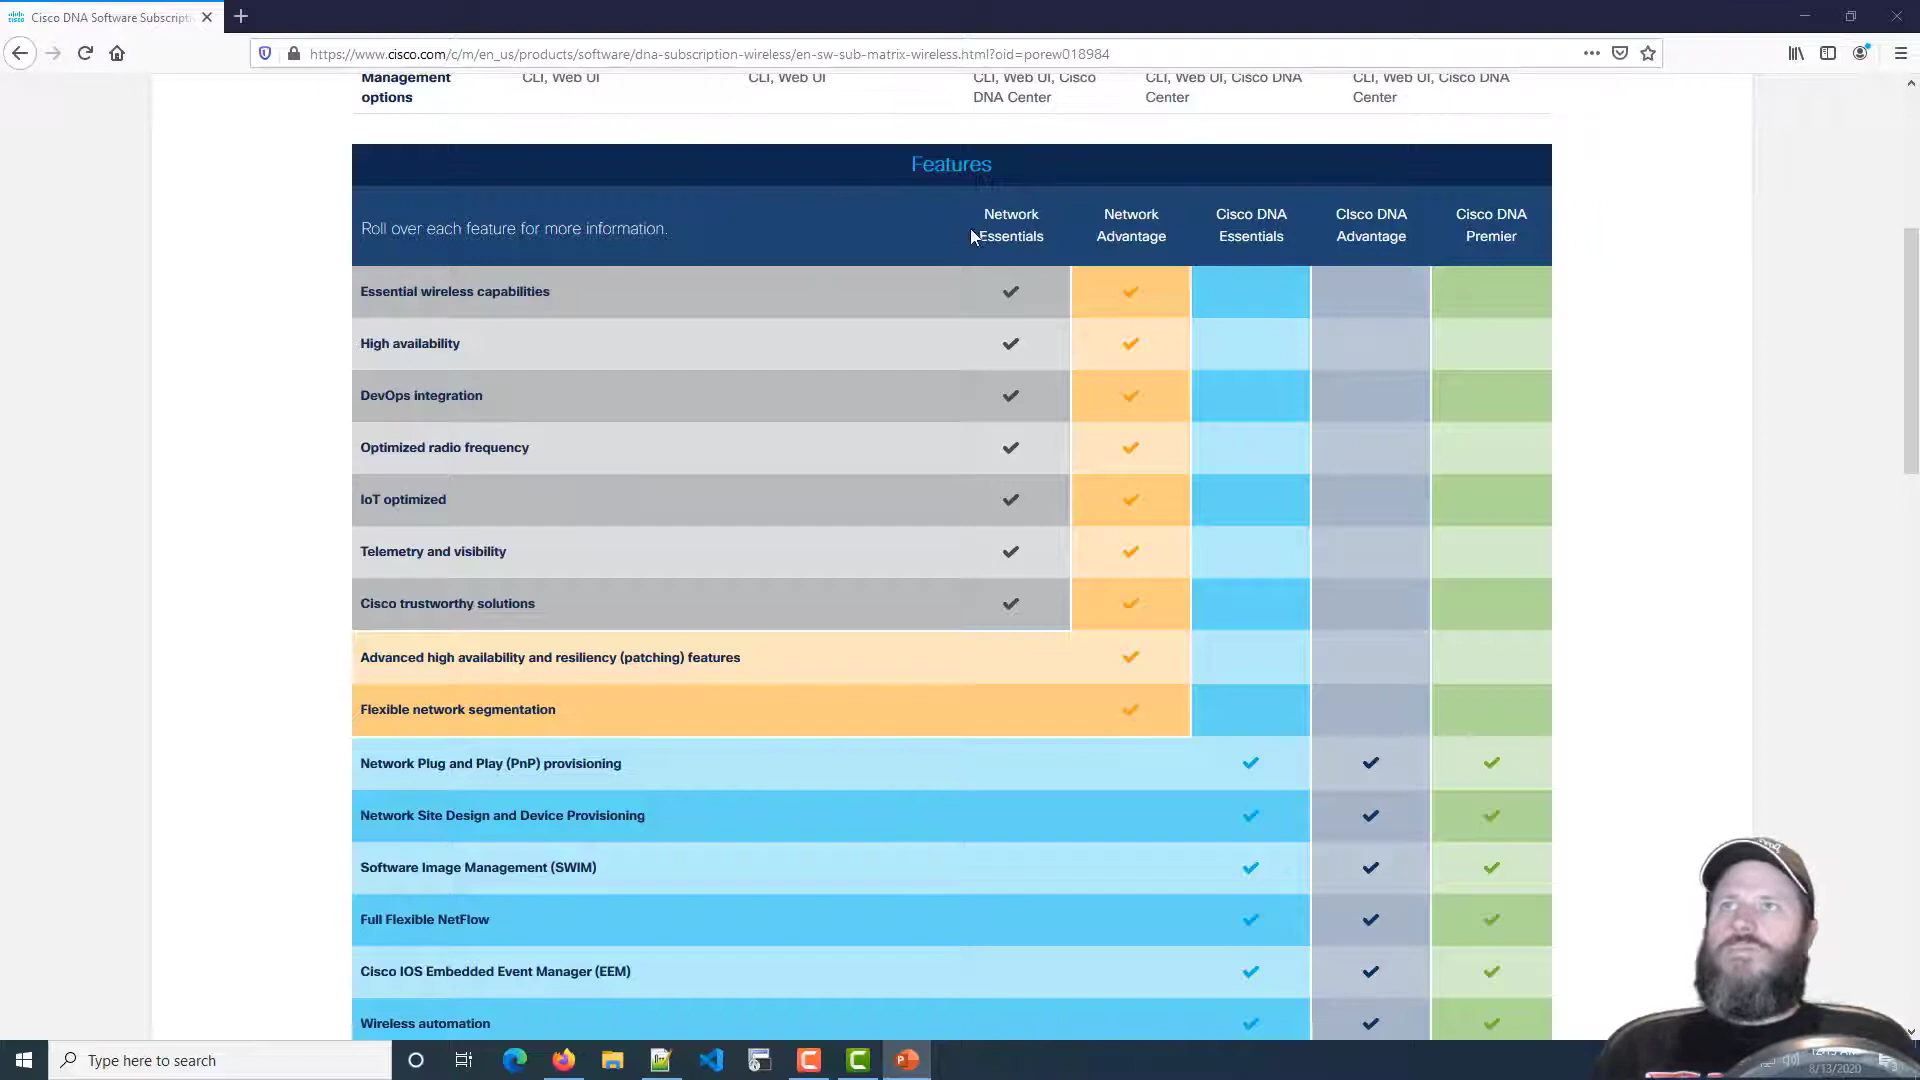 Cisco DNA Software Subscripti
https://www.cisco.com/c/m/en_us/products/software/dna-subscription-wireless/en-sw-sub-matrix-wireless.html?oid=porew018984
Management options
CLI, Web UI
CLI, Web UI
CLI, Web UI, Cisco DNA Center
CLI, Web UI, Cisco DNA Center
CLI, Web UI, Cisco DNA Center
Features
Roll over each feature for more information.
Network Essentials
Network Advantage
Cisco DNA Essentials
CIsco DNA Advantage
Cisco DNA Premier
Essential wireless capabilities
High availability
DevOps integration
Optimized radio frequency
IoT optimized
Telemetry and visibility
Cisco trustworthy solutions
Advanced high availability and resiliency (patching) features
Flexible network segmentation
Network Plug and Play (PnP) provisioning
Network Site Design and Device Provisioning
Software Image Management (SWIM)
Full Flexible NetFlow
Cisco IOS Embedded Event Manager (EEM)
Wireless automation
Type here to search
8/13/2020